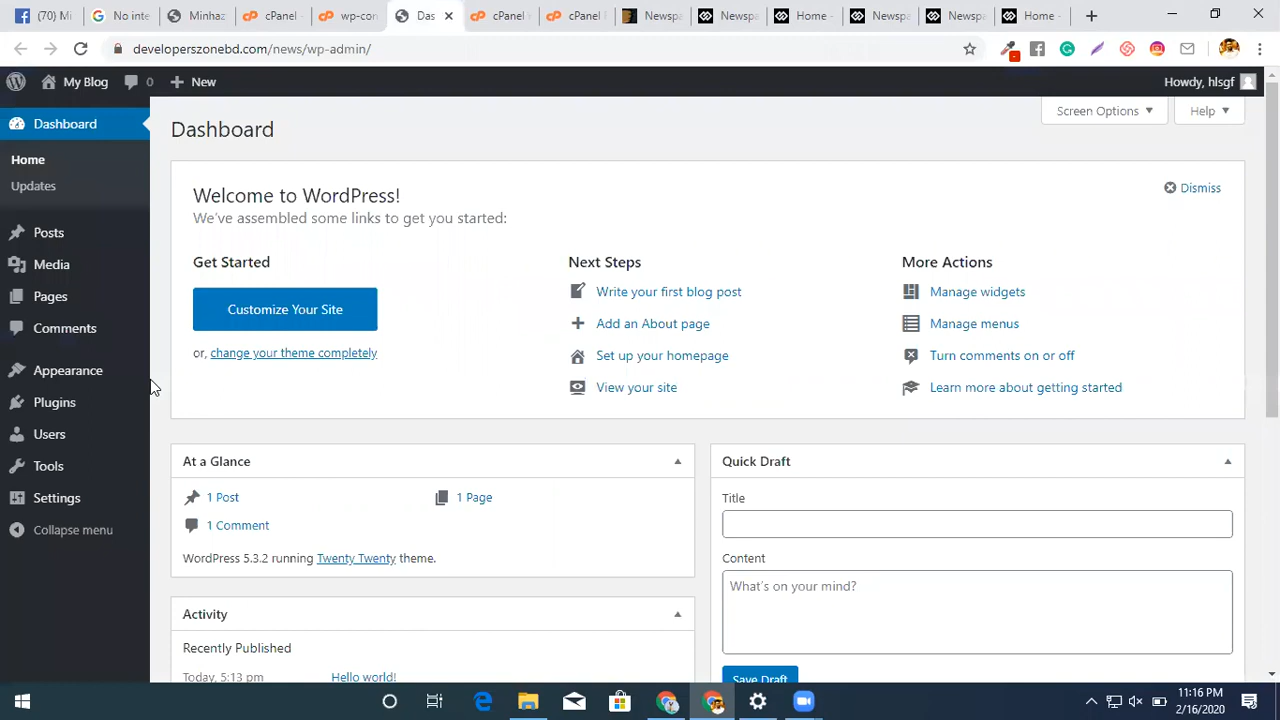 (70) Mi
No inte
Minhaz
cPanel -
wp-con
Das
cPanel
cPanel
Newspa
Newspa
Home -
Newspa
Newspa
Home -
developerszonebd.com/news/wp-admin/
My Blog
0
New
Howdy, hlsgf
Dashboard
Home
Updates
Posts
Media
Pages
Comments
Appearance
Plugins
Users
Tools
Settings
Collapse menu
Dashboard
Screen Options
Help
Welcome to WordPress!
Dismiss
We've assembled some links to get you started:
Get Started
Customize Your Site
or, change your theme completely
Next Steps
Write your first blog post
Add an About page
Set up your homepage
View your site
More Actions
Manage widgets
Manage menus
Turn comments on or off
Learn more about getting started
At a Glance
1 Post
1 Page
1 Comment
WordPress 5.3.2 running Twenty Twenty theme.
Activity
Recently Published
Today, 5:13 pm
Hello world!
Quick Draft
Title
Content
What's on your mind?
Save Draft
11:16 PM
2/16/2020